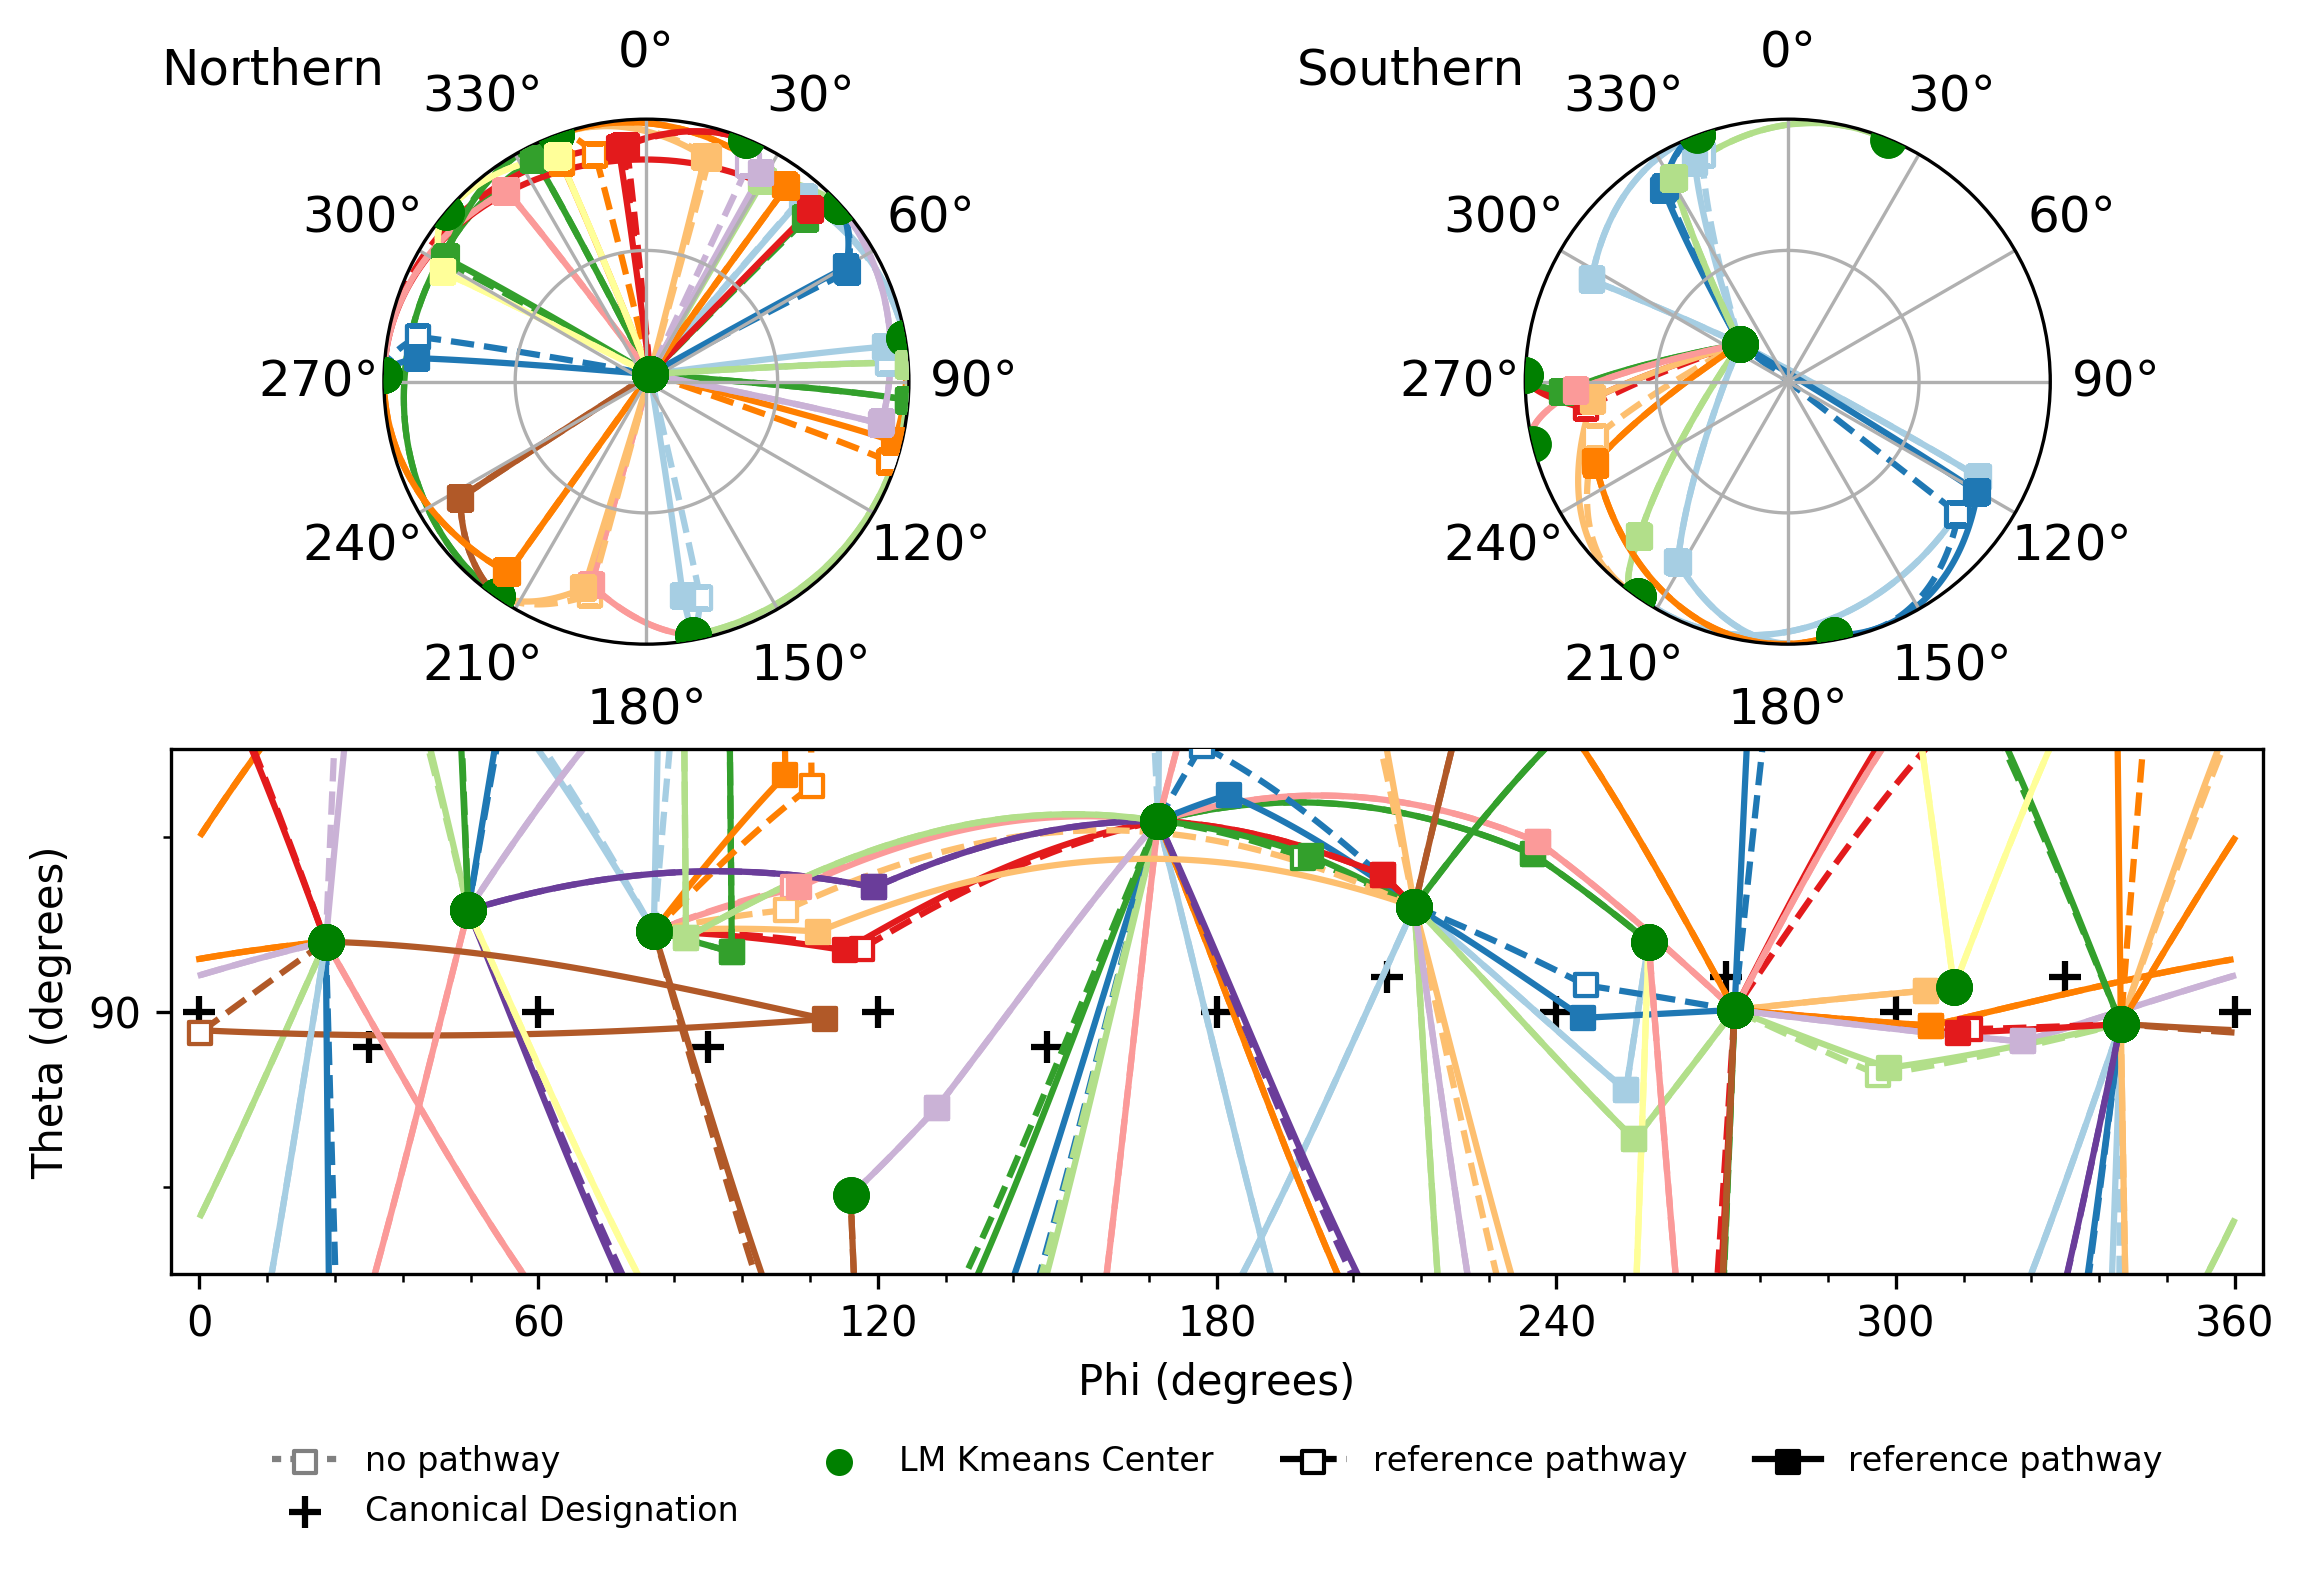 Northern
0°
30°
60°
90°
120°
150°
180°
210°
240°
270°
300°
330°
Southern
0°
30°
60°
90°
120°
150°
180°
210°
240°
270°
300°
330°
Theta (degrees)
90
0 60 120 180 240 300 360
Phi (degrees)
no pathway
Canonical Designation
LM Kmeans Center
reference pathway
reference pathway